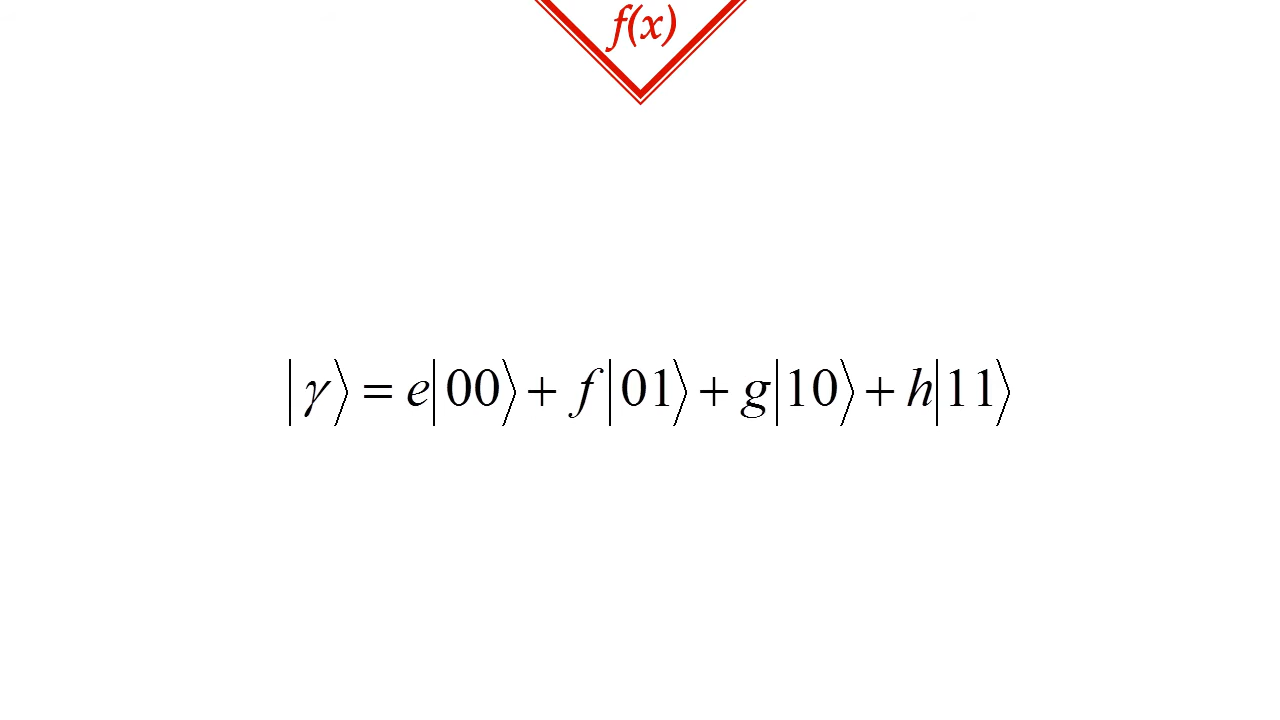 f(x)
|γ⟩ = e|00⟩ + f|01⟩ + g|10⟩ + h|11⟩